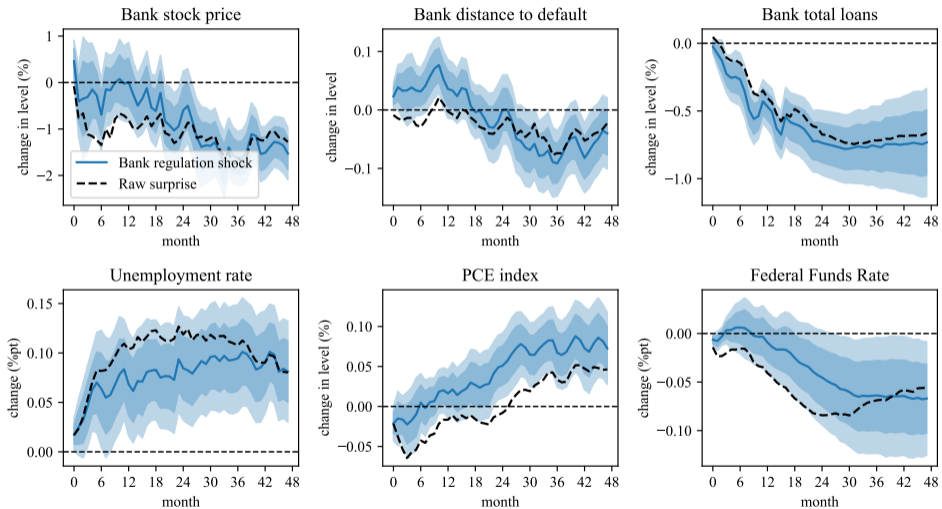 Bank stock price
change in level (%)
1
0
−1
−2
Bank regulation shock
Raw surprise
0 6 12 18 24 30 36 42 48
month
Bank distance to default
change in level
0.1
0.0
−0.1
0 6 12 18 24 30 36 42 48
month
Bank total loans
change in level (%)
0.0
−0.5
−1.0
0 6 12 18 24 30 36 42 48
month
Unemployment rate
change (%pt)
0.15
0.10
0.05
0.00
0 6 12 18 24 30 36 42 48
month
PCE index
change in level (%)
0.10
0.05
0.00
−0.05
0 6 12 18 24 30 36 42 48
month
Federal Funds Rate
change (%pt)
0.00
−0.05
−0.10
0 6 12 18 24 30 36 42 48
month